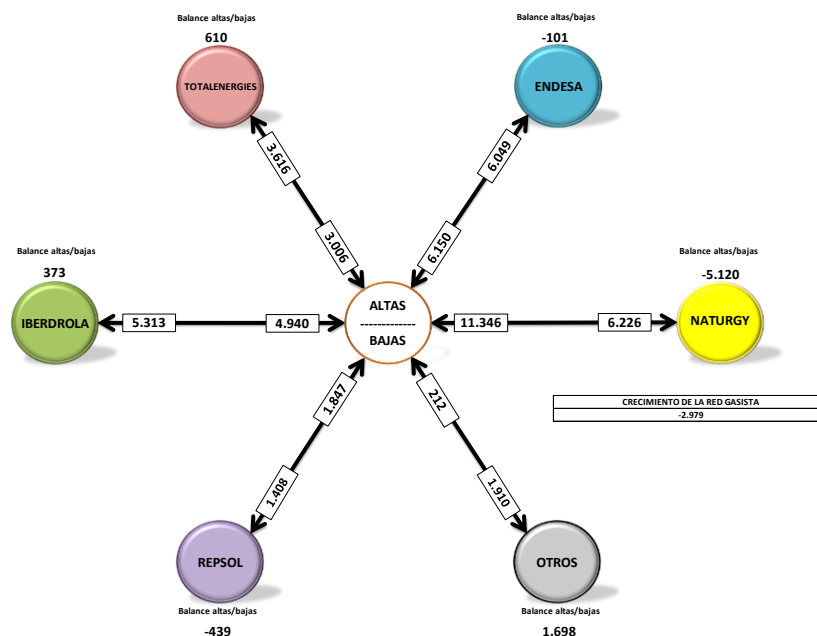 Balance altas/bajas
610
TOTALENERGIES
Balance altas/bajas
-101
ENDESA
3.616
3.006
6.049
6.150
Balance altas/bajas
373
IBERDROLA
5.313
4.940
ALTAS
-------------
BAJAS
11.346
6.226
Balance altas/bajas
-5.120
NATURGY
CRECIMIENTO DE LA RED GASISTA
-2.979
1.847
1.408
212
1.910
REPSOL
Balance altas/bajas
-439
OTROS
Balance altas/bajas
1.698